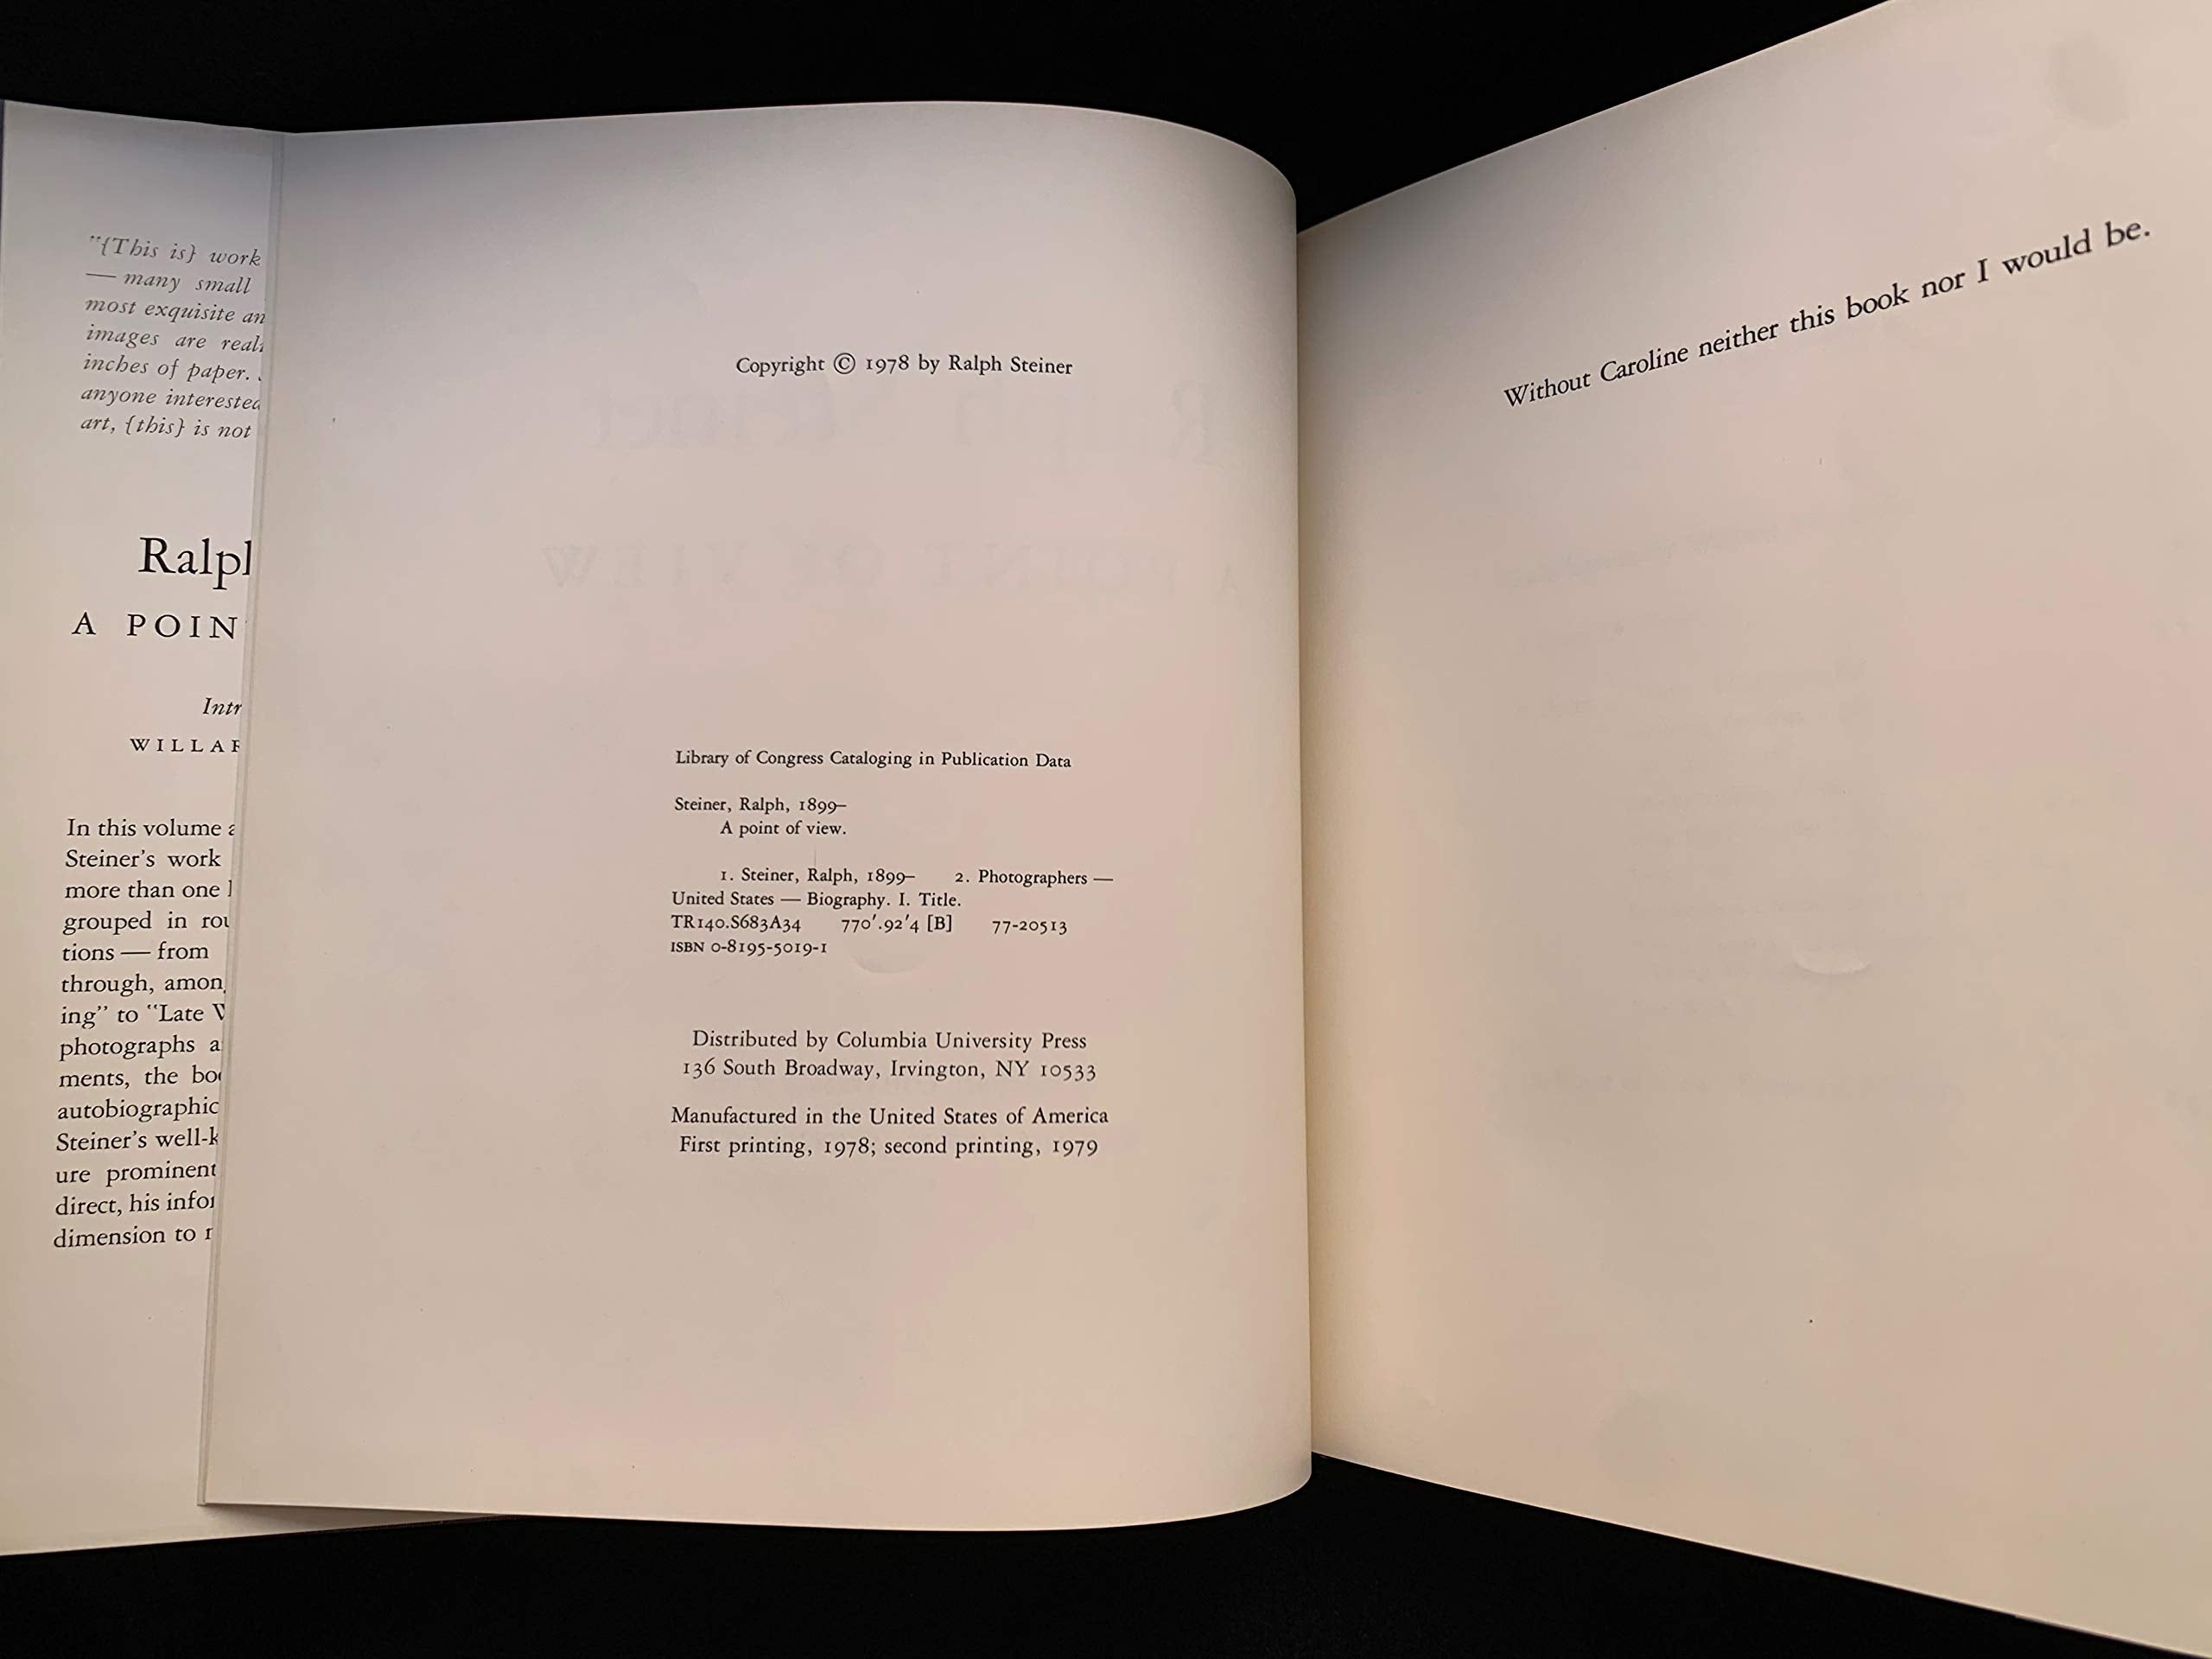 "{This is} work
— many small
most exquisite an
images are real
inches of paper.
anyone interested
art, {this} is not
Ralph
A POIN
Intr
WILLAR
In this volume a
Steiner's work
more than one
grouped in rou
tions — from
through, among
ing" to "Late W
photographs a
ments, the boo
autobiographic
Steiner's well-k
ure prominent
direct, his infor
dimension to
Copyright © 1978 by Ralph Steiner
Library of Congress Cataloging in Publication Data
Steiner, Ralph, 1899–
A point of view.
1. Steiner, Ralph, 1899– 2. Photographers —
United States — Biography. I. Title.
TR140.S683A34 770'.92'4 [B] 77-20513
ISBN 0-8195-5019-1
Distributed by Columbia University Press
136 South Broadway, Irvington, NY 10533
Manufactured in the United States of America
First printing, 1978; second printing, 1979
Without Caroline neither this book nor I would be.